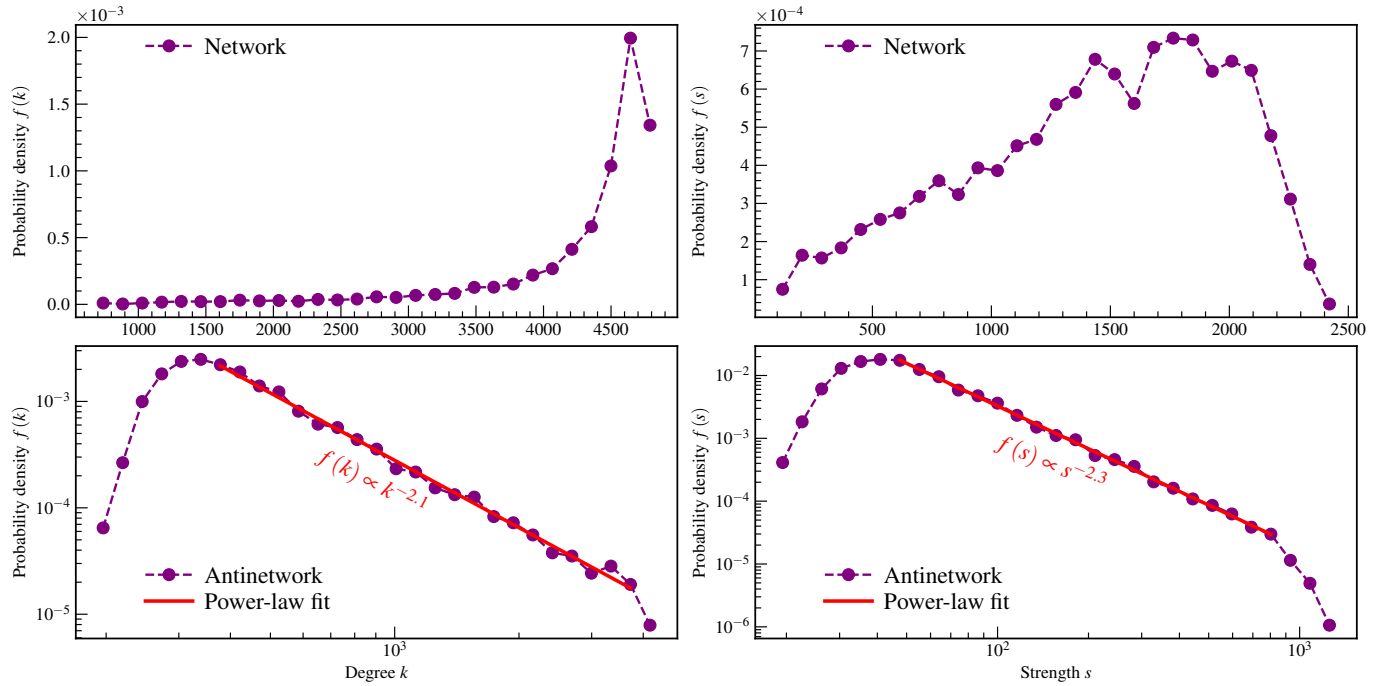 ×10⁻³
Probability density f(k)
2.0
1.5
1.0
0.5
0.0
Network
1000 1500 2000 2500 3000 3500 4000 4500
×10⁻⁴
Probability density f(s)
7
6
5
4
3
2
1
0
Network
500 1000 1500 2000 2500
Probability density f(k)
10⁻³
10⁻⁴
10⁻⁵
f(k) ∝ k⁻²·¹
Antinetwork
Power-law fit
10³
Degree k
Probability density f(s)
10⁻²
10⁻³
10⁻⁴
10⁻⁵
10⁻⁶
f(s) ∝ s⁻²·³
Antinetwork
Power-law fit
10² 10³
Strength s